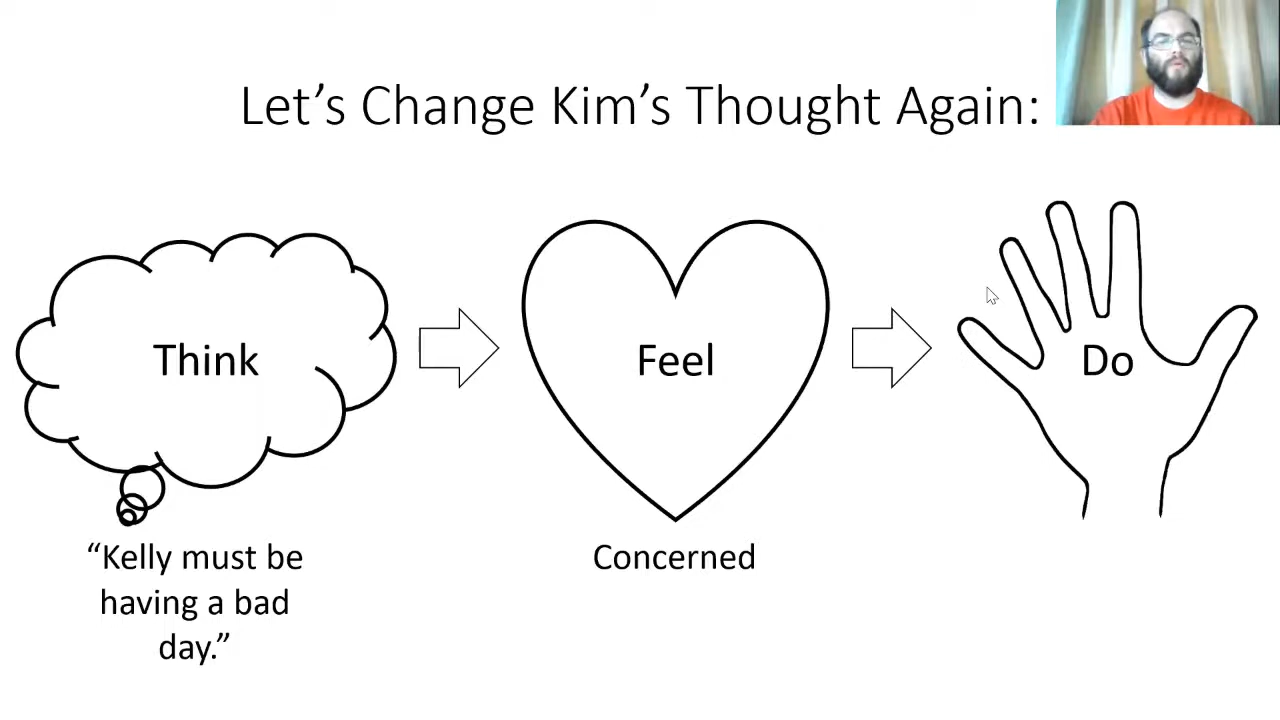 Let’s Change Kim’s Thought Again:
Think
Feel
Do
“Kelly must be
having a bad
day.”
Concerned